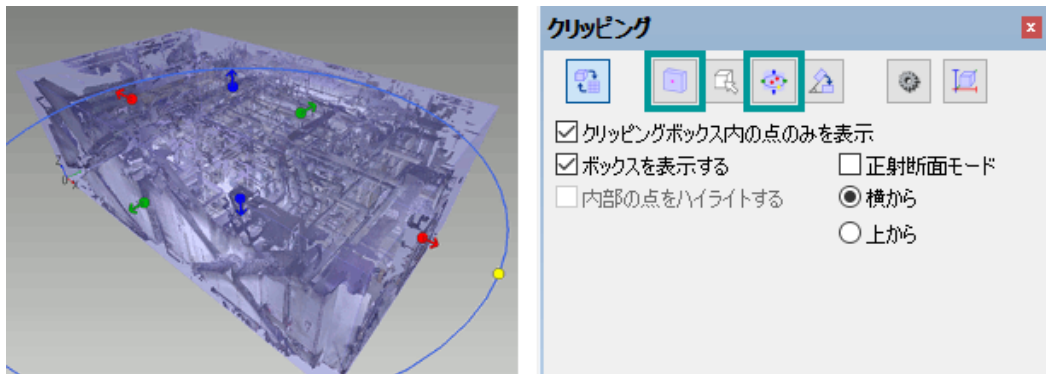 クリッピング
クリッピングボックス内の点のみを表示
ボックスを表示する
正射断面モード
内部の点をハイライトする
横から
上から
Z
0
X